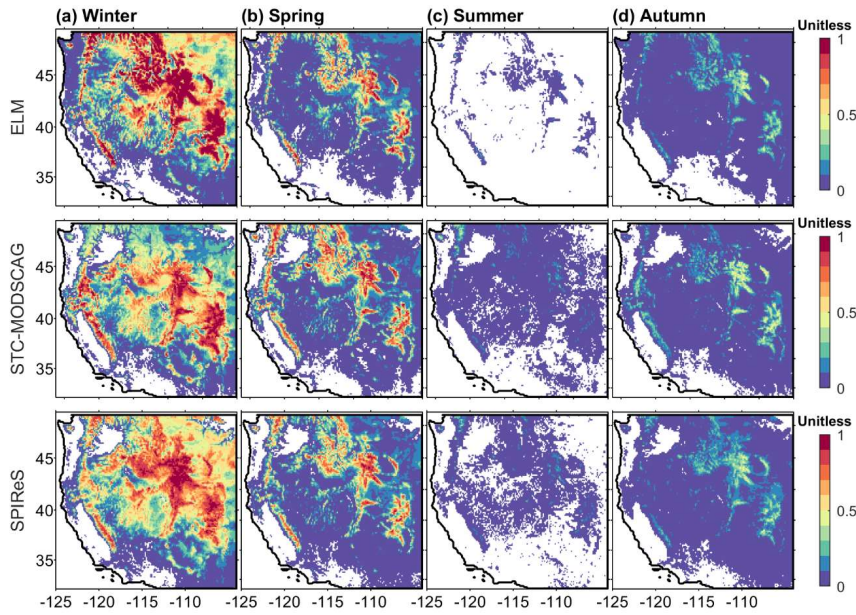 (a) Winter (b) Spring (c) Summer (d) Autumn Unitless
ELM 45 40 35 1 0.5 0
Unitless
STC-MODSCAG 45 40 35 1 0.5 0
Unitless
SPIReS 45 40 35 1 0.5 0
-125 -120 -115 -110 -125 -120 -115 -110 -125 -120 -115 -110 -125 -120 -115 -110